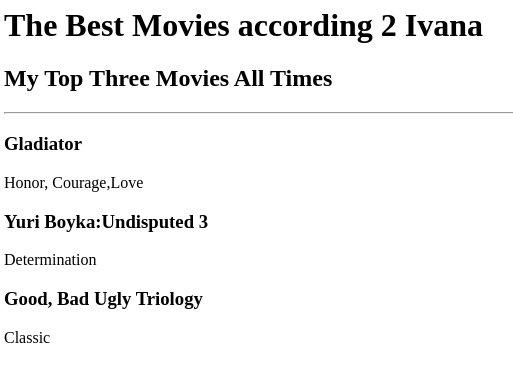 The Best Movies according 2 Ivana
My Top Three Movies All Times
Gladiator
Honor, Courage,Love
Yuri Boyka:Undisputed 3
Determination
Good, Bad Ugly Triology
Classic